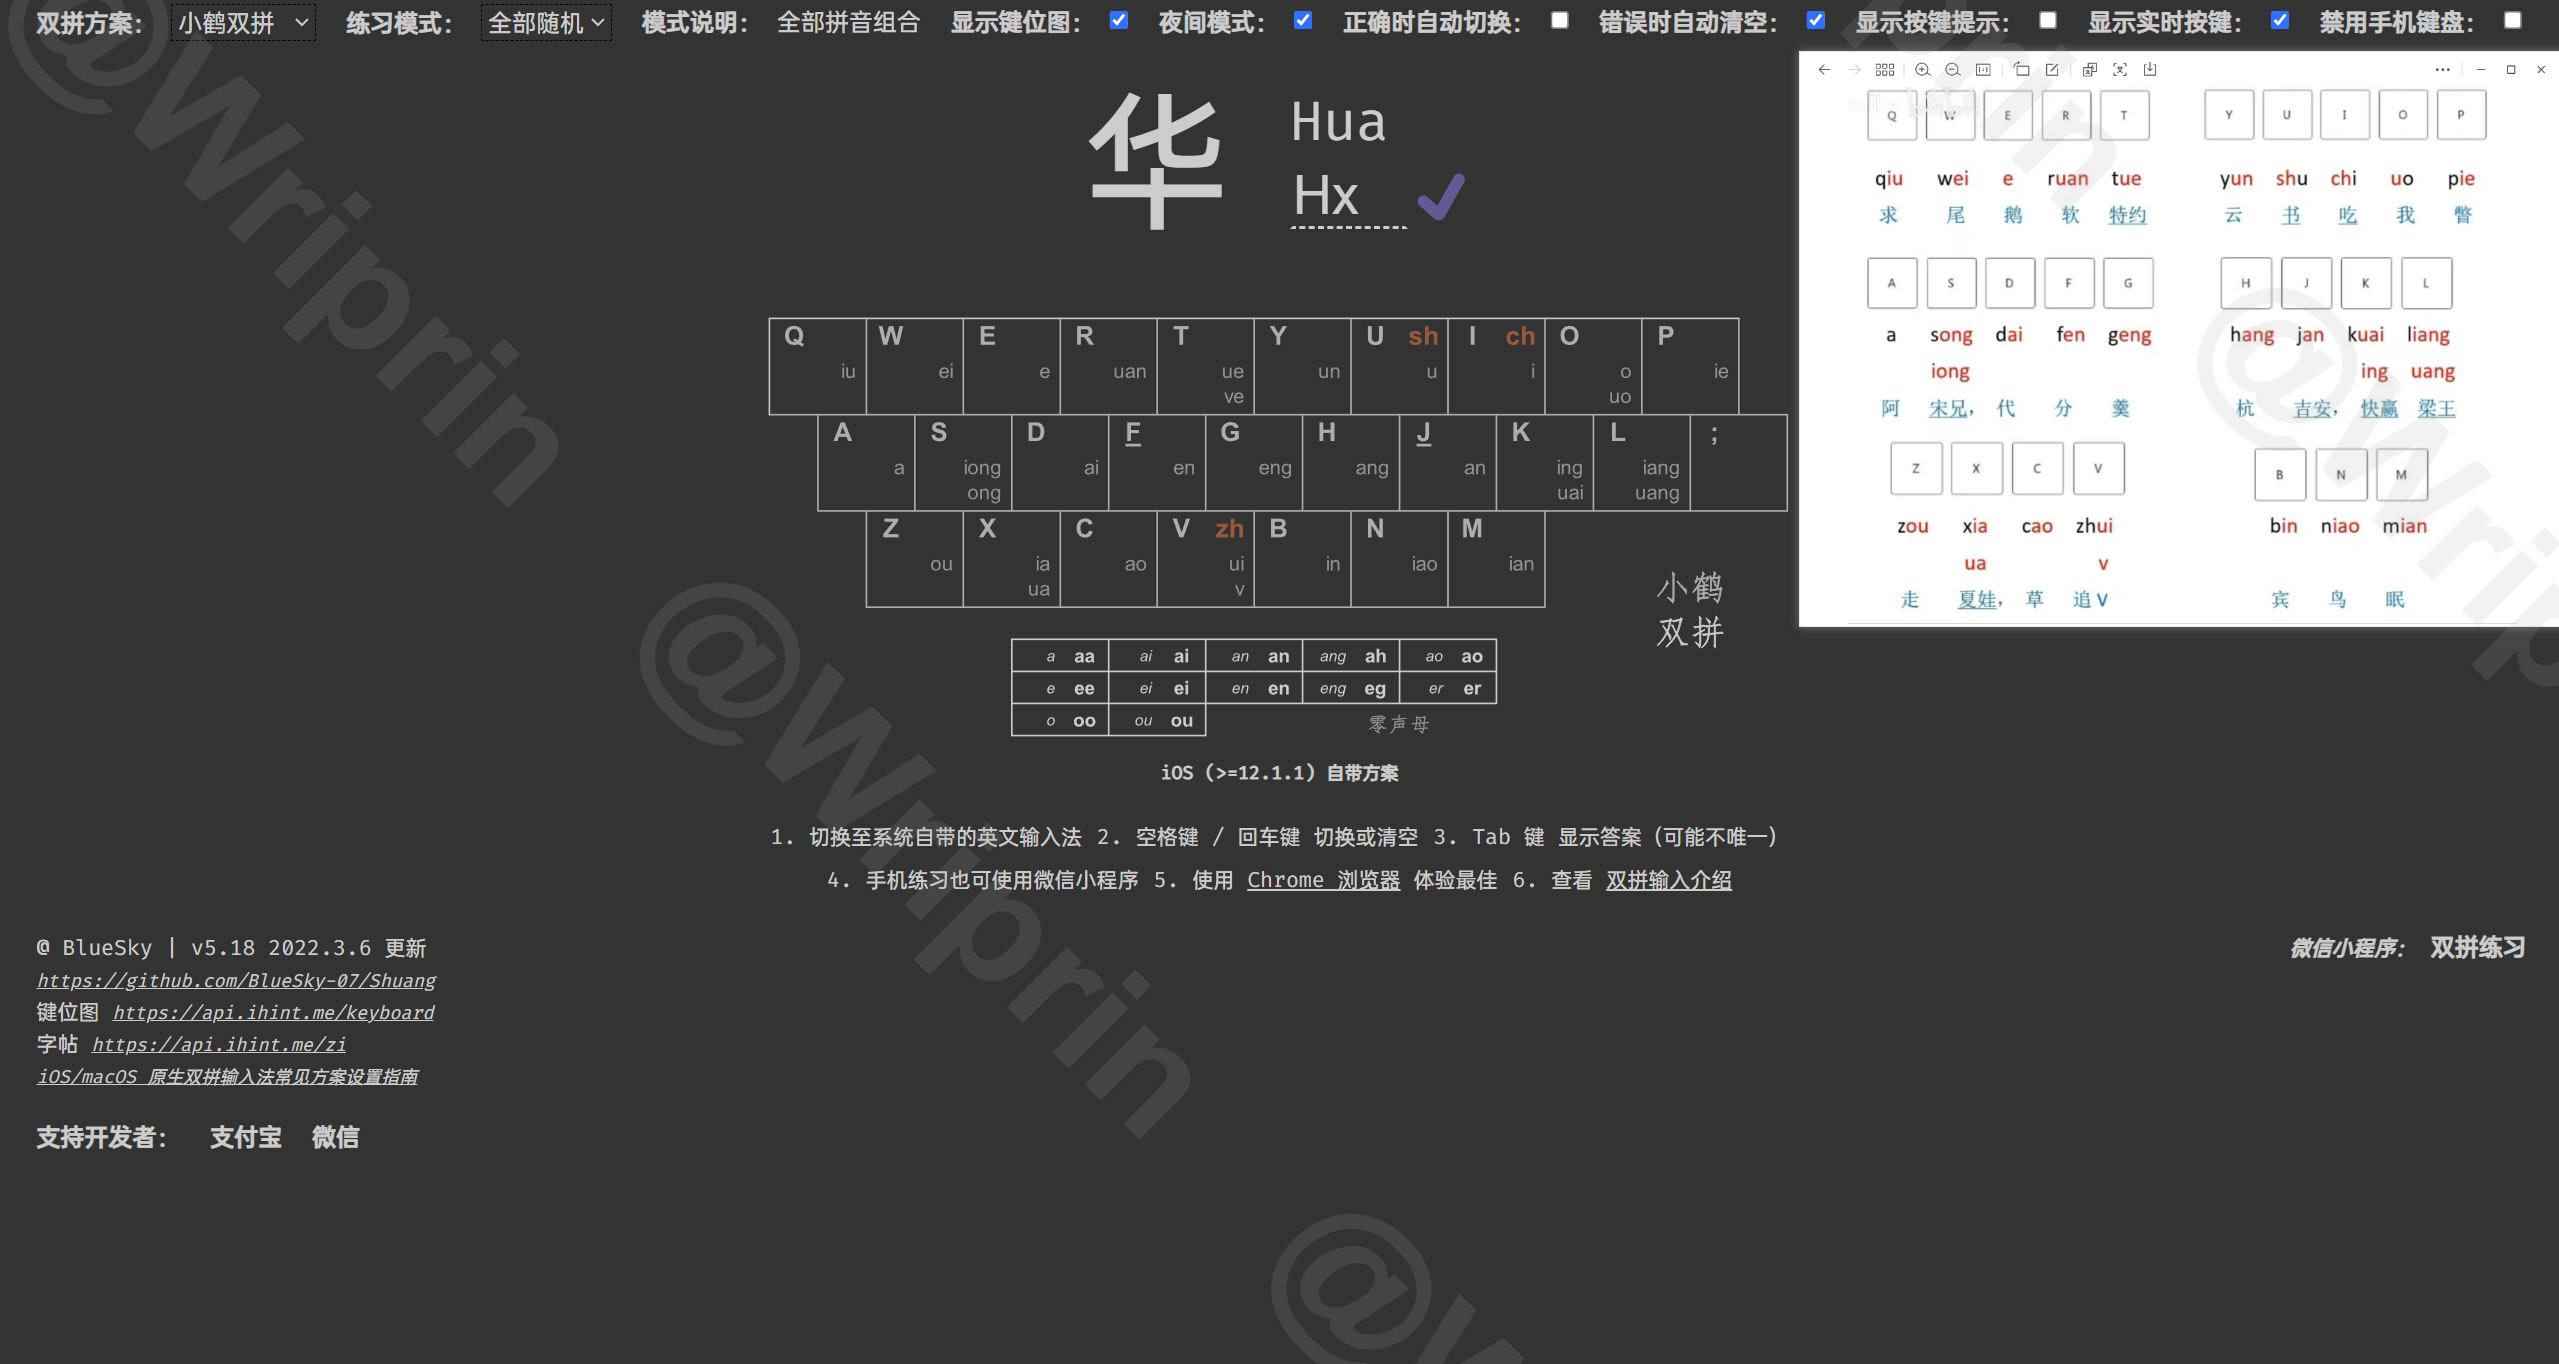 双拼方案： 小鹤双拼 练习模式： 全部随机 模式说明： 全部拼音组合 显示键位图： 夜间模式： 正确时自动切换： 错误时自动清空： 显示按键提示： 显示实时按键： 禁用手机键盘：
华
Hua
Hx
Q W E R T Y U sh I ch O P
iu ei e uan ue un u i o ie
ve uo
A S D F G H J K L ;
a iong ai en eng ang an ing iang
ong uai uang
Z X C V zh B N M
ou ia ao ui in iao ian
ua v
小鹤
双拼
a aa ai ai an an ang ah ao ao
e ee ei ei en en eng eg er er
o oo ou ou 零声母
iOS（>=12.1.1）自带方案
1. 切换至系统自带的英文输入法 2. 空格键 / 回车键 切换或清空 3. Tab 键 显示答案（可能不唯一）
4. 手机练习也可使用微信小程序 5. 使用 Chrome 浏览器 体验最佳 6. 查看 双拼输入介绍
Q W E R T Y U I O P
qiu wei e ruan tue yun shu chi uo pie
求 尾 鹅 软 特约 云 书 吃 我 瞥
A S D F G H J K L
a song dai fen geng hang jan kuai liang
iong ing uang
阿 宋兄， 代 分 羹 杭 吉安， 快赢 梁王
Z X C V B N M
zou xia cao zhui bin niao mian
ua v
走 夏娃， 草 追V 宾 鸟 眠
@ BlueSky | v5.18 2022.3.6 更新
https://github.com/BlueSky-07/Shuang
键位图 https://api.ihint.me/keyboard
字帖 https://api.ihint.me/zi
iOS/macOS 原生双拼输入法常见方案设置指南
支持开发者： 支付宝 微信
微信小程序： 双拼练习
@Wriprin
@Wriprin
@Wrip
@W
prin